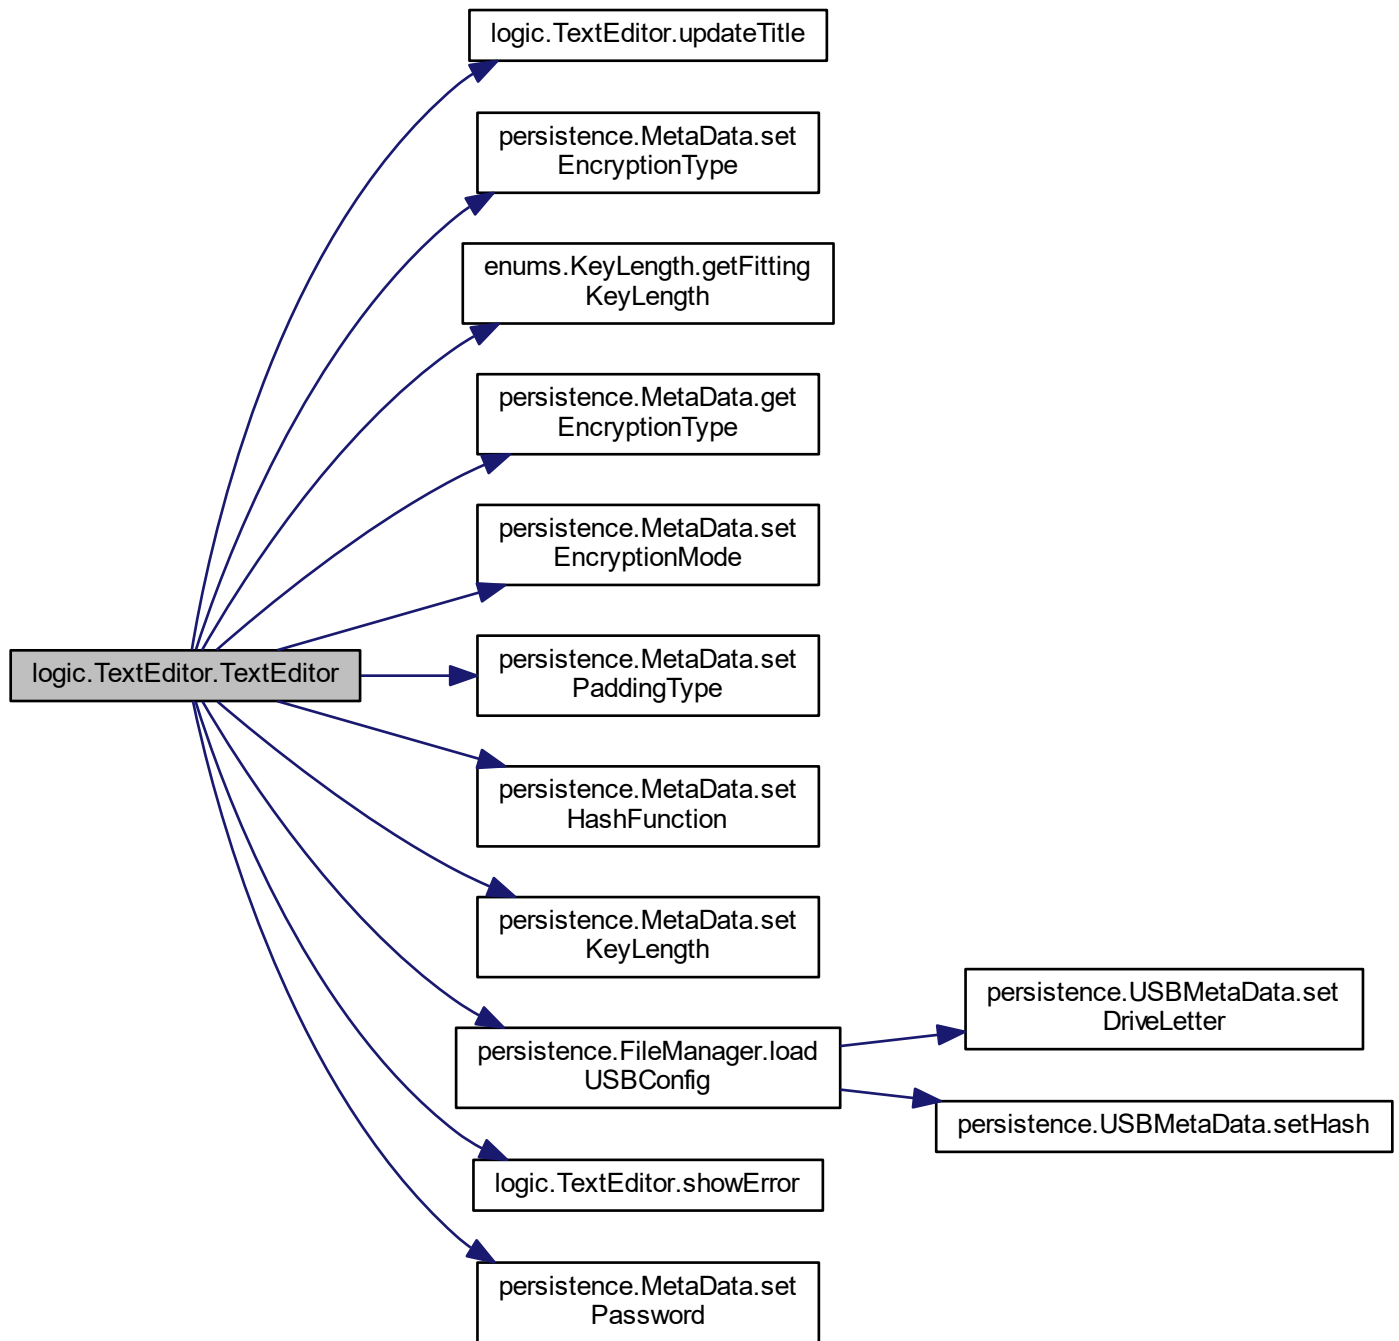 logic.TextEditor.updateTitle
persistence.MetaData.set
EncryptionType
enums.KeyLength.getFitting
KeyLength
persistence.MetaData.get
EncryptionType
persistence.MetaData.set
EncryptionMode
logic.TextEditor.TextEditor
persistence.MetaData.set
PaddingType
persistence.MetaData.set
HashFunction
persistence.MetaData.set
KeyLength
persistence.FileManager.load
USBConfig
persistence.USBMetaData.set
DriveLetter
persistence.USBMetaData.setHash
logic.TextEditor.showError
persistence.MetaData.set
Password